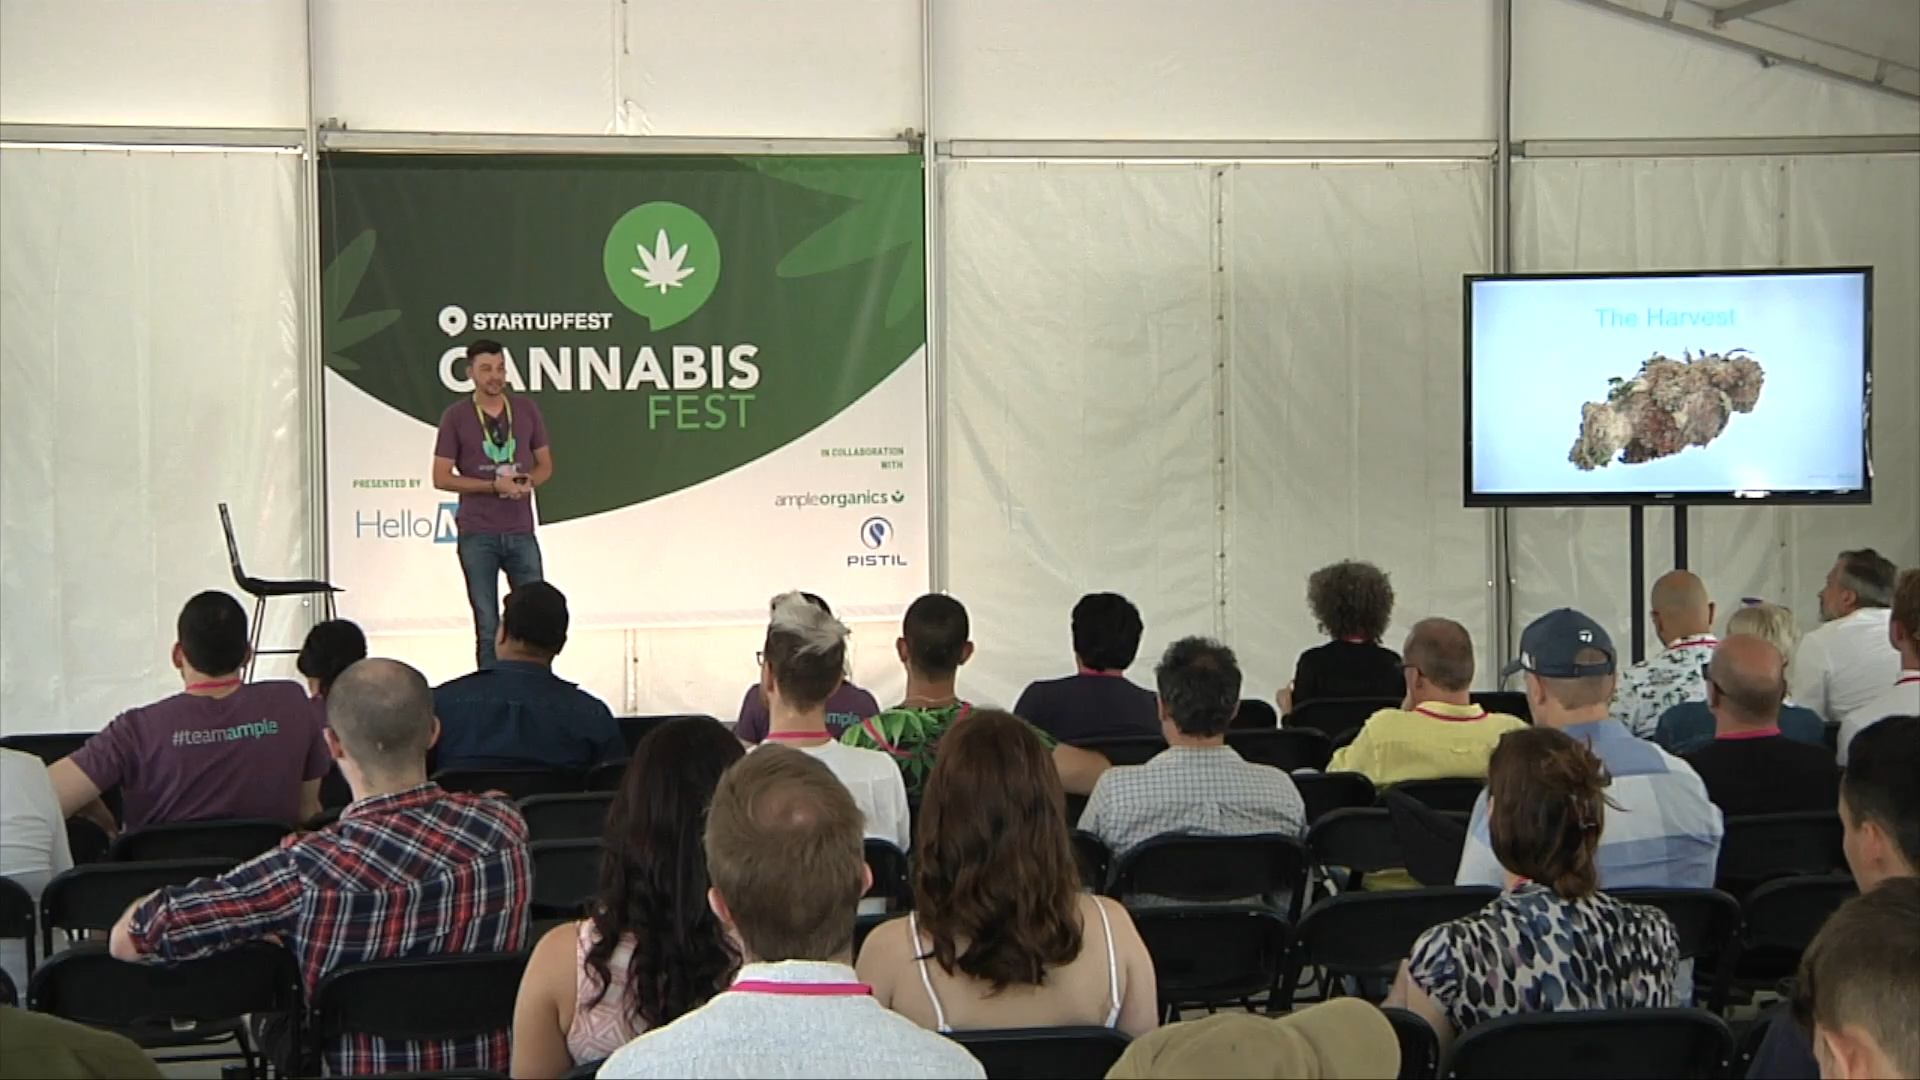 STARTUPFEST
CANNABIS
FEST
IN COLLABORATION
WITH
PRESENTED BY
ampleorganics
Hello
PISTIL
The Harvest
#teamample
ample